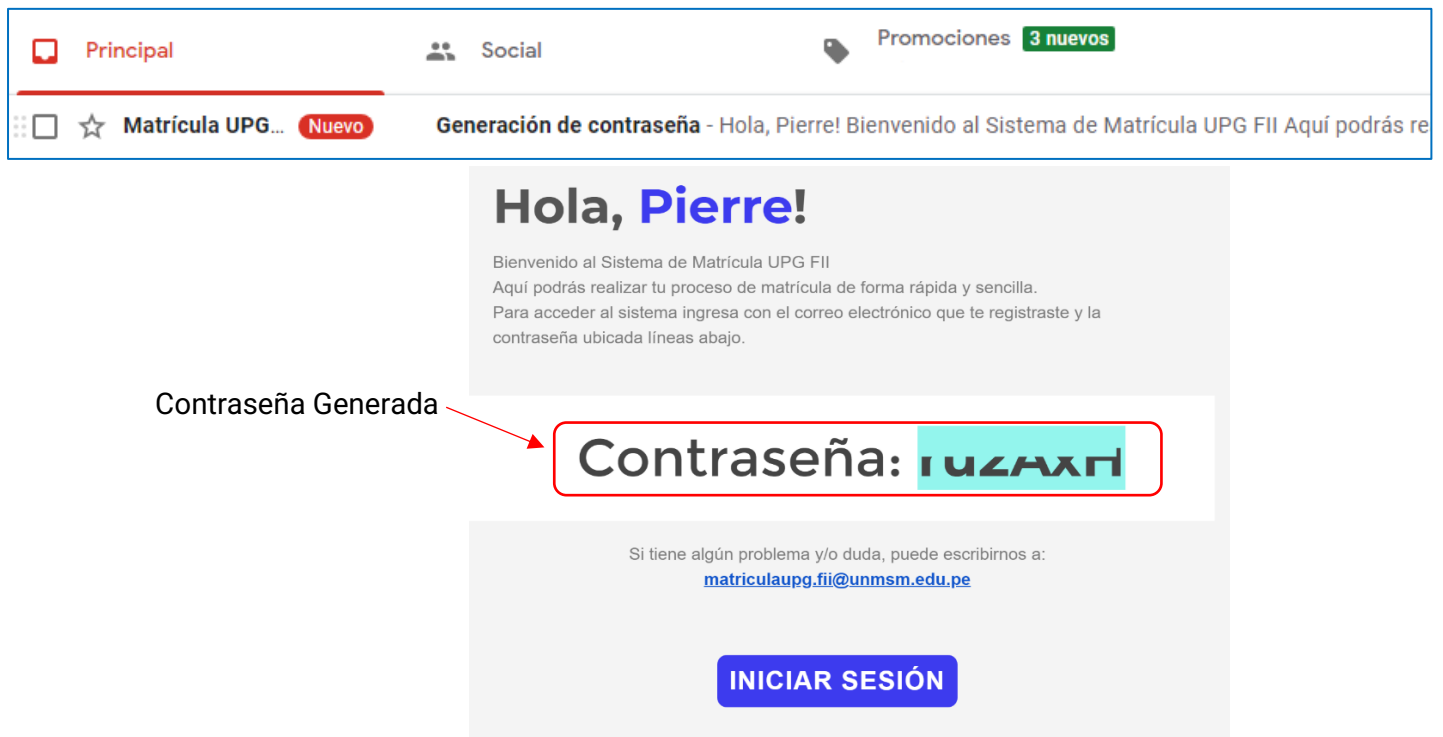 Principal
Social
Promociones 3 nuevos
Matrícula UPG... Nuevo Generación de contraseña - Hola, Pierre! Bienvenido al Sistema de Matrícula UPG FII Aquí podrás re
Hola, Pierre!
Bienvenido al Sistema de Matrícula UPG FII
Aquí podrás realizar tu proceso de matrícula de forma rápida y sencilla.
Para acceder al sistema ingresa con el correo electrónico que te registraste y la
contraseña ubicada líneas abajo.
Contraseña Generada
Contraseña:
Si tiene algún problema y/o duda, puede escribirnos a:
matriculaupg.fii@unmsm.edu.pe
INICIAR SESIÓN